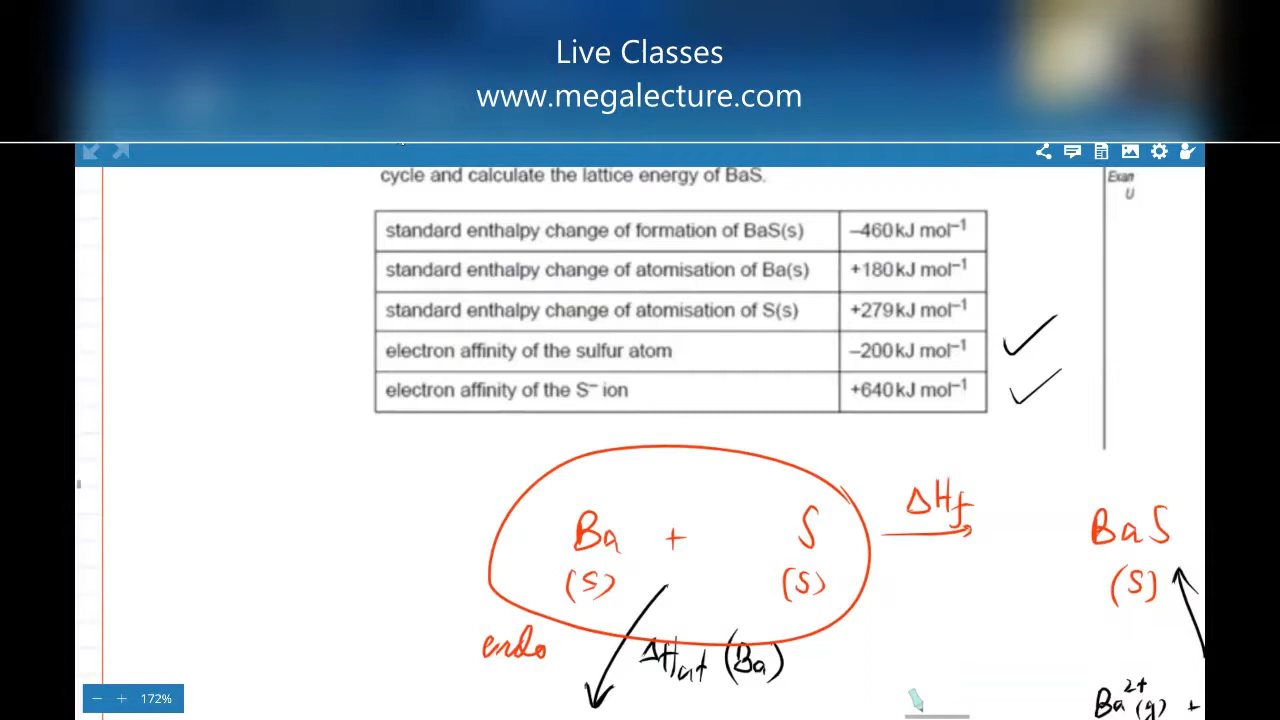 Live Classes
www.megalecture.com
cycle and calculate the lattice energy of BaS.
Exam
U
standard enthalpy change of formation of BaS(s) –460 kJ mol⁻¹
standard enthalpy change of atomisation of Ba(s) +180 kJ mol⁻¹
standard enthalpy change of atomisation of S(s) +279 kJ mol⁻¹
electron affinity of the sulfur atom –200 kJ mol⁻¹
electron affinity of the S⁻ ion +640 kJ mol⁻¹
Ba + S ΔHf BaS
(s) (s) (s)
endo ΔHat (Ba)
Ba²⁺(g) +
172%